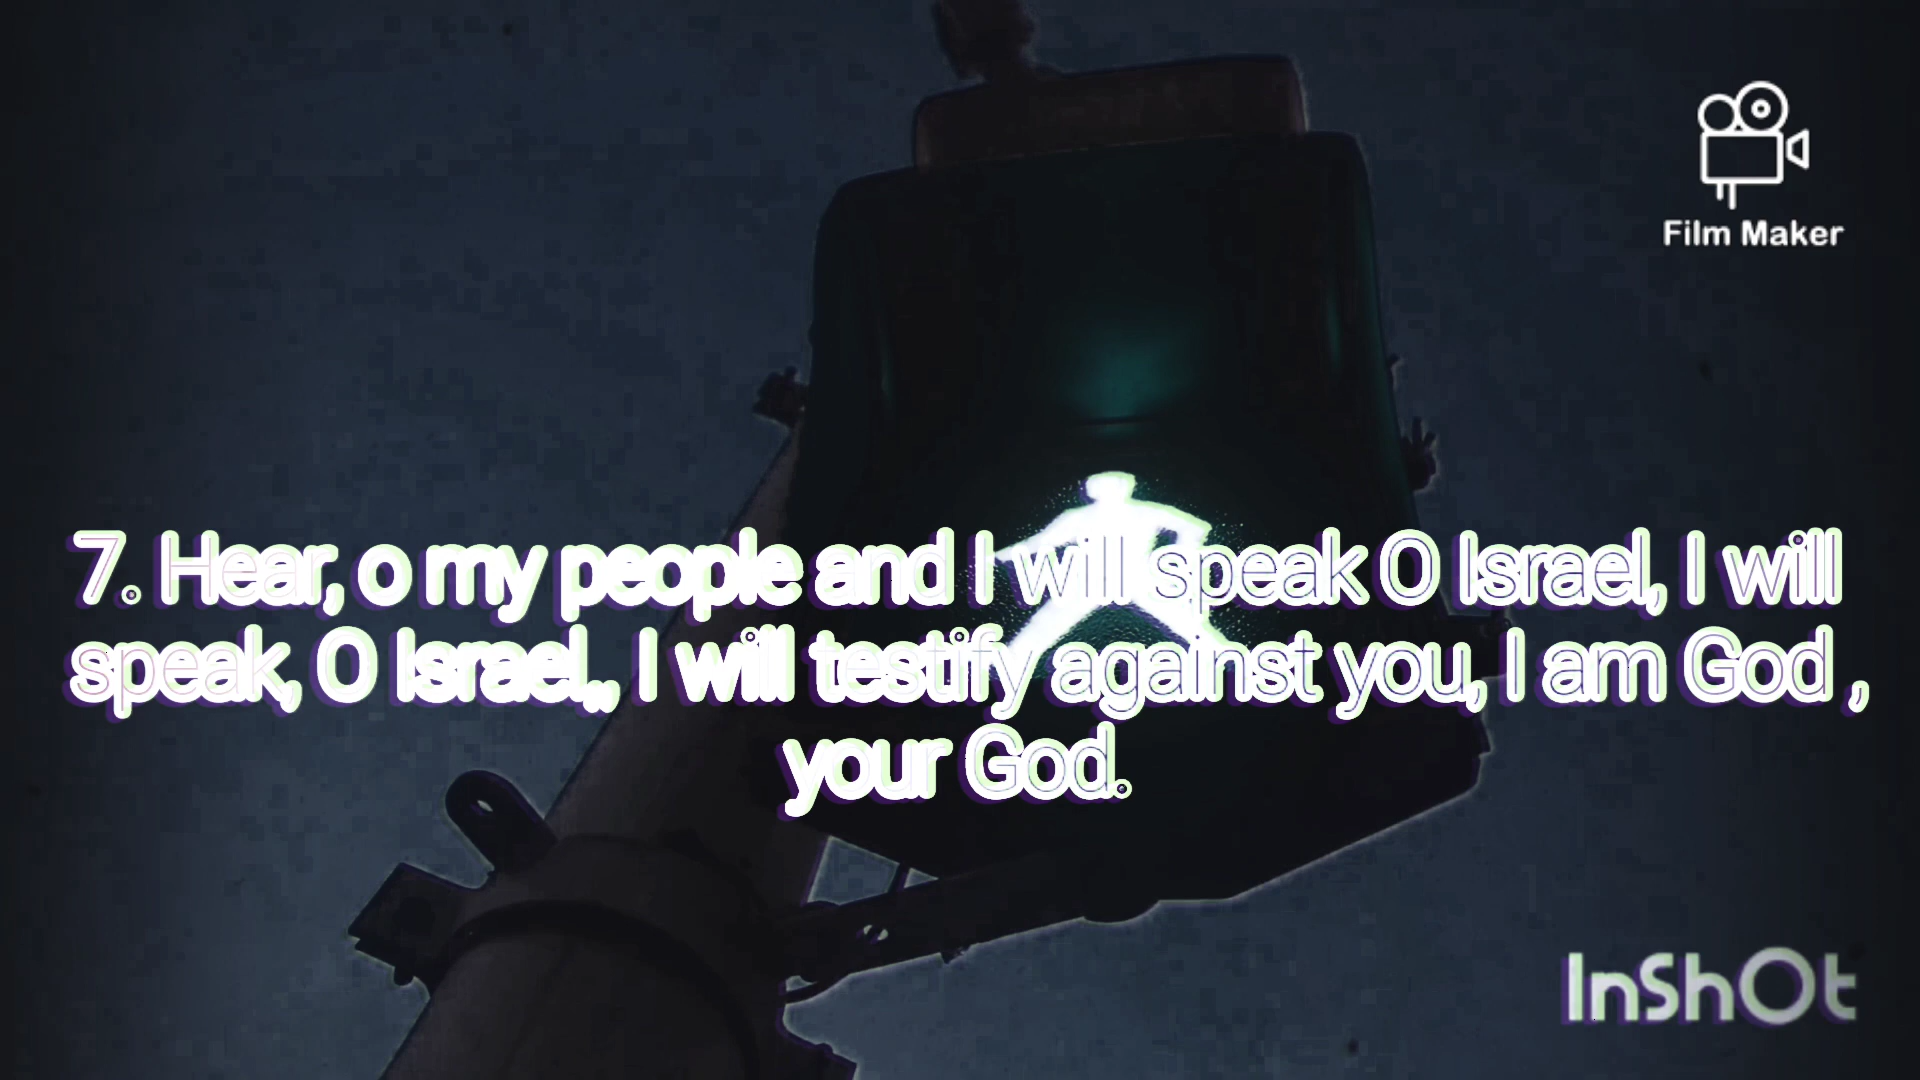 Film Maker
7. Hear, o my people and I will speak O Israel, I will
speak, O Israel,, I will testify against you, I am God ,
your God.
InShOt